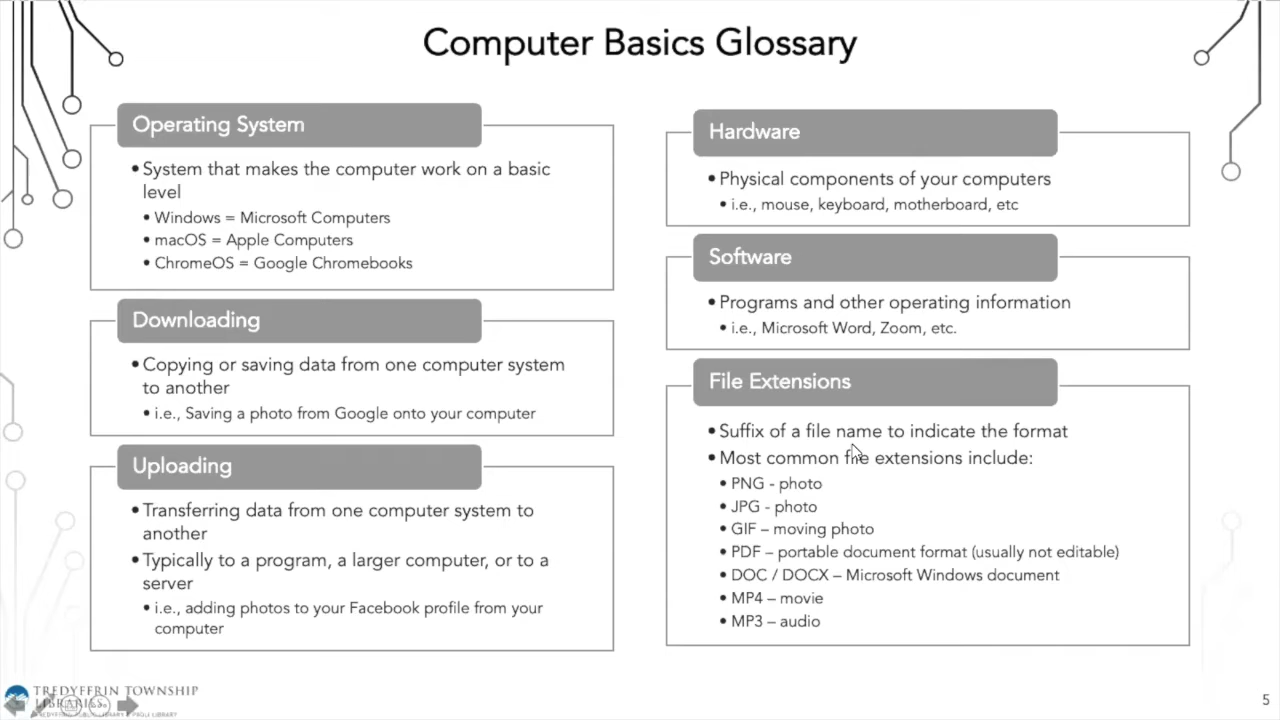 Computer Basics Glossary
Operating System
•System that makes the computer work on a basic
level
•Windows = Microsoft Computers
•macOS = Apple Computers
•ChromeOS = Google Chromebooks
Downloading
•Copying or saving data from one computer system
to another
•i.e., Saving a photo from Google onto your computer
Uploading
•Transferring data from one computer system to
another
•Typically to a program, a larger computer, or to a
server
•i.e., adding photos to your Facebook profile from your
computer
Hardware
•Physical components of your computers
•i.e., mouse, keyboard, motherboard, etc
Software
•Programs and other operating information
•i.e., Microsoft Word, Zoom, etc.
File Extensions
•Suffix of a file name to indicate the format
•Most common file extensions include:
•PNG - photo
•JPG - photo
•GIF – moving photo
•PDF – portable document format (usually not editable)
•DOC / DOCX – Microsoft Windows document
•MP4 – movie
•MP3 – audio
TREDYFFRIN TOWNSHIP
LIBRARIES
TREDYFFRIN PUBLIC LIBRARY & PAOLI LIBRARY
5